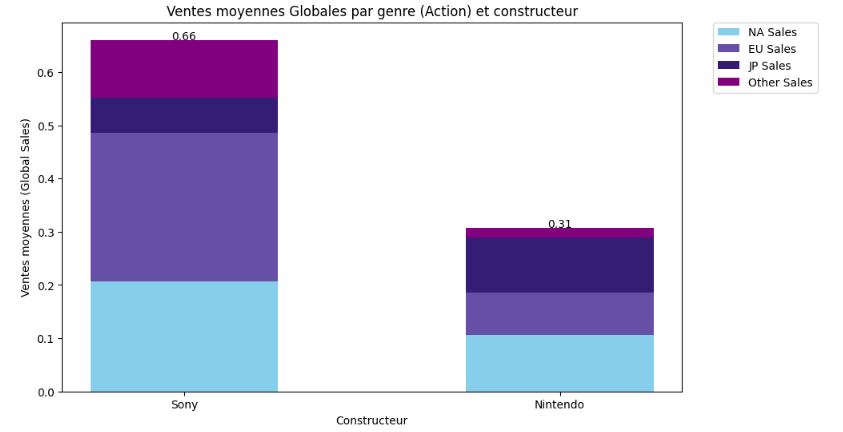 Ventes moyennes Globales par genre (Action) et constructeur
NA Sales
EU Sales
JP Sales
Other Sales
Ventes moyennes (Global Sales)
0.6
0.5
0.4
0.3
0.2
0.1
0.0
0.66
0.31
Sony
Nintendo
Constructeur